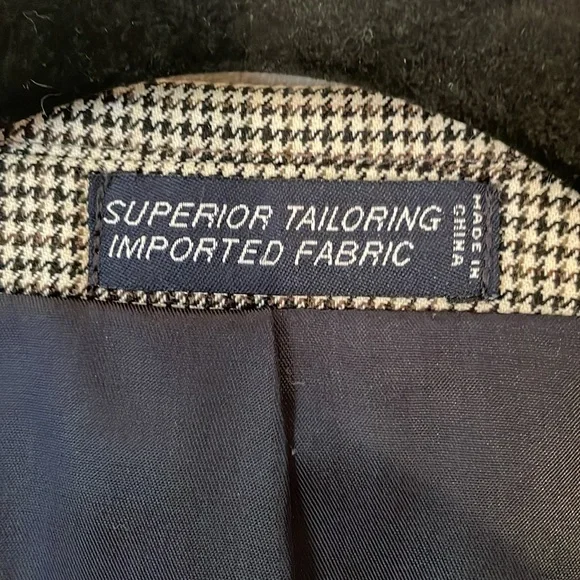 SUPERIOR TAILORING
IMPORTED FABRIC
MADE IN
CHINA